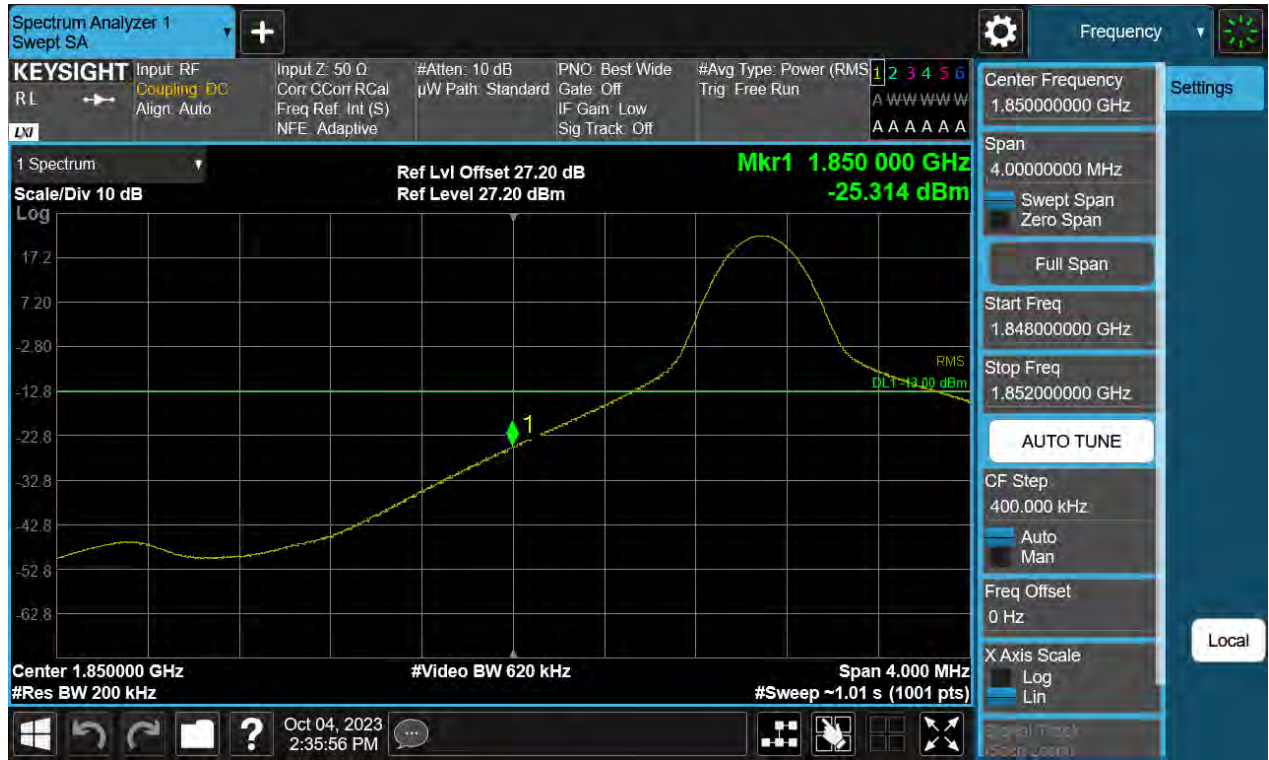 Spectrum Analyzer 1
Swept SA
+
Frequency
KEYSIGHT
RL
LXI
Input: RF
Coupling: DC
Align: Auto
Input Z: 50 Ω
Corr CCorr RCal
Freq Ref: Int (S)
NFE: Adaptive
#Atten: 10 dB
µW Path: Standard
PNO: Best Wide
Gate: Off
IF Gain: Low
Sig Track: Off
#Avg Type: Power (RMS
Trig: Free Run
1 2 3 4 5 6
A W W W W W
A A A A A A
1 Spectrum
Scale/Div 10 dB
Log
Ref Lvl Offset 27.20 dB
Ref Level 27.20 dBm
Mkr1 1.850 000 GHz
-25.314 dBm
17.2
7.20
-2.80
-12.8
-22.8
-32.8
-42.8
-52.8
-62.8
RMS
DL1 -13.00 dBm
1
Center 1.850000 GHz
#Video BW 620 kHz
Span 4.000 MHz
#Res BW 200 kHz
#Sweep ~1.01 s (1001 pts)
Center Frequency
1.850000000 GHz
Span
4.00000000 MHz
Swept Span
Zero Span
Full Span
Start Freq
1.848000000 GHz
Stop Freq
1.852000000 GHz
AUTO TUNE
CF Step
400.000 kHz
Auto
Man
Freq Offset
0 Hz
X Axis Scale
Log
Lin
Signal Track
(Span Zoom)
Settings
Local
?
Oct 04, 2023
2:35:56 PM